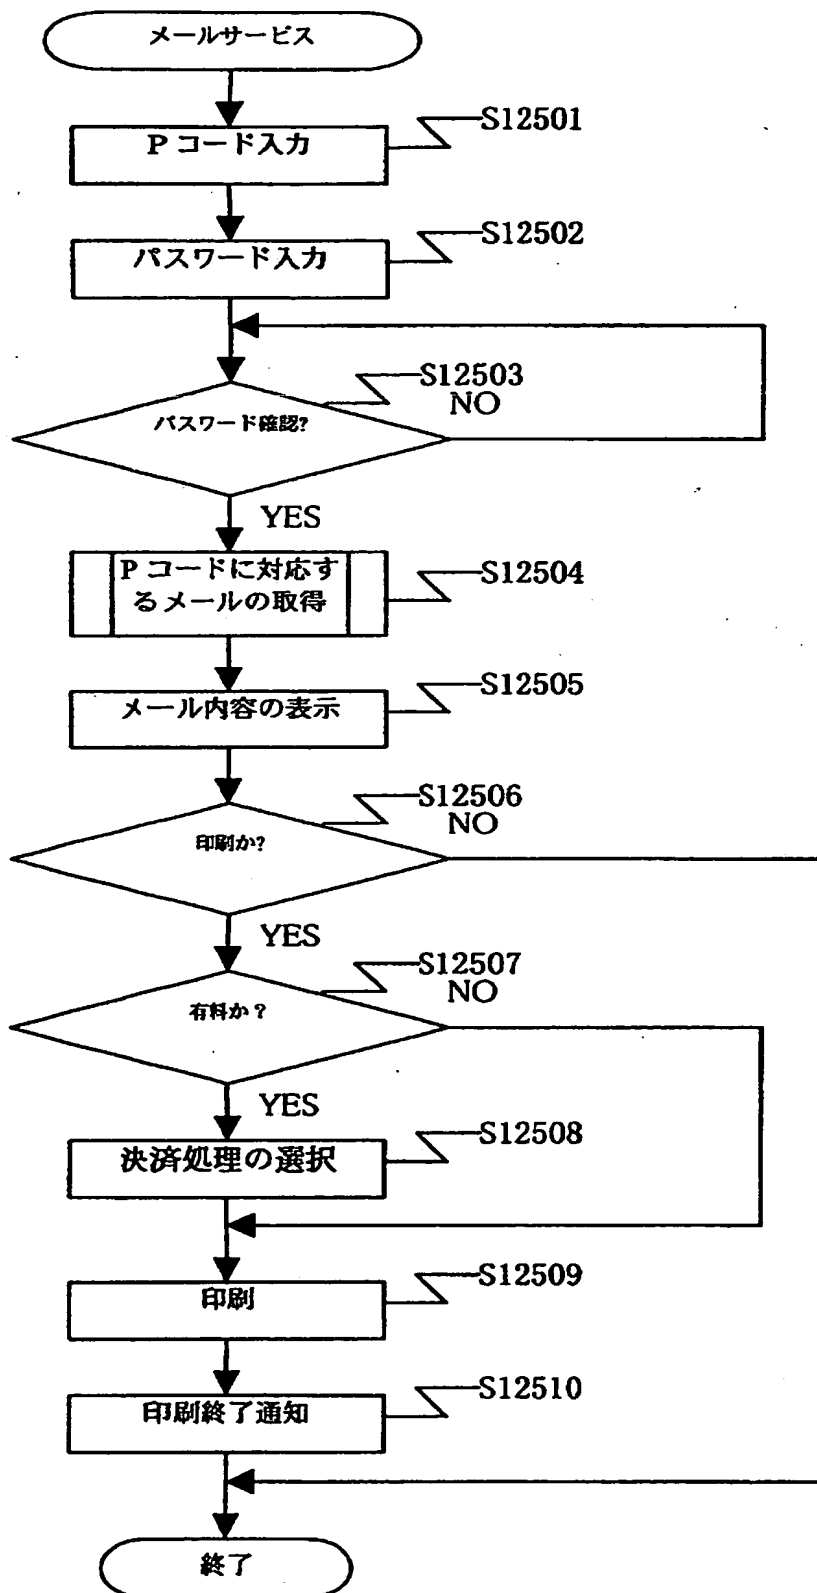 メールサービス
P コード入力
S12501
パスワード入力
S12502
S12503
NO
パスワード確認?
YES
P コードに対応す
るメールの取得
S12504
メール内容の表示
S12505
S12506
NO
印刷か?
YES
S12507
NO
有料か？
YES
決済処理の選択
S12508
印刷
S12509
印刷終了通知
S12510
終了